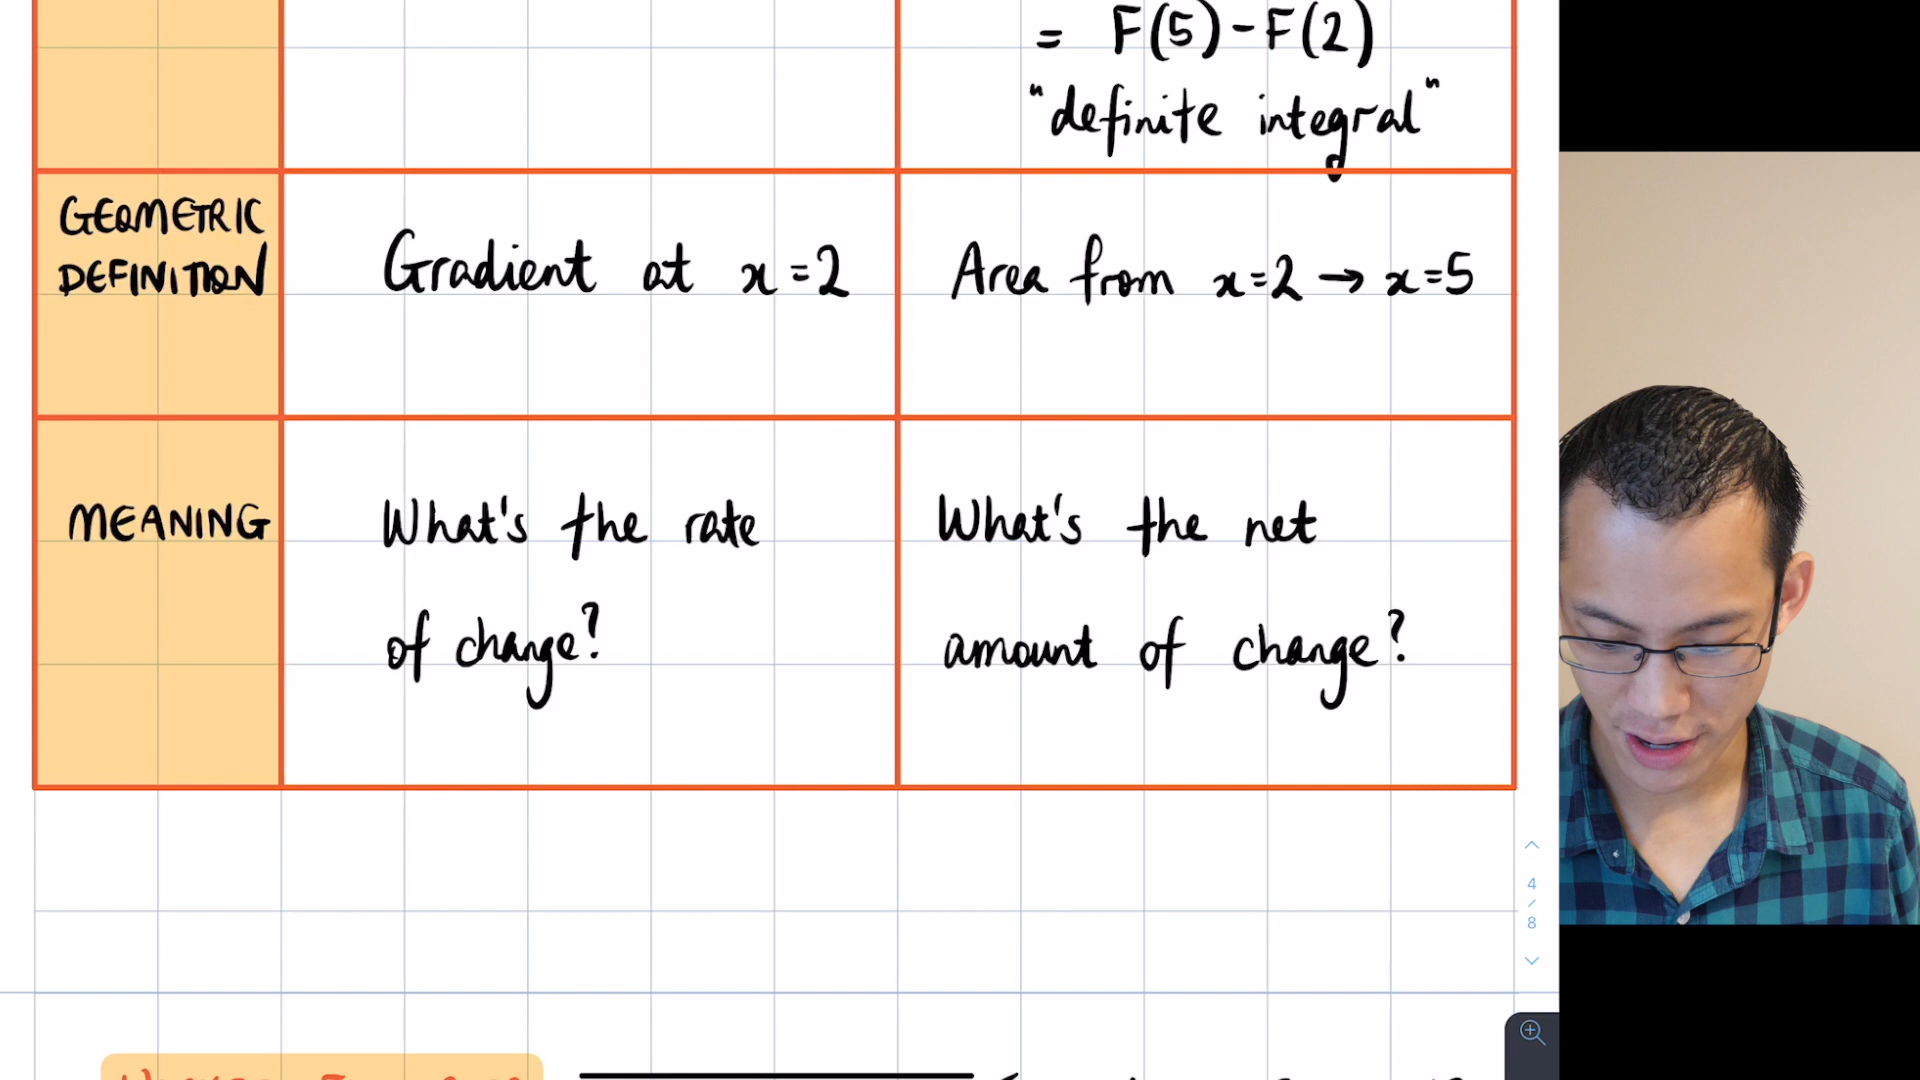 = F(5)-F(2)
"definite integral"
GEOMETRIC
DEFINITION
Gradient at x=2
Area from x=2 → x=5
MEANING
What's the rate
of change?
What's the net
amount of change?
4
/
8